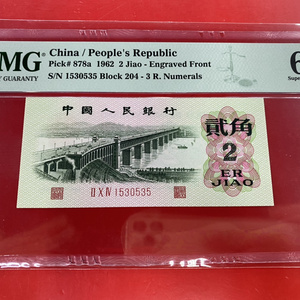 MG
China / People's Republic
Pick# 878a 1962 2 Jiao - Engraved Front
S/N 1530535 Block 204 - 3 R. Numerals
Y GUARANTY
6
Supe
中國人民銀行
貳角
2
ER
JIAO
II X IV 1530535